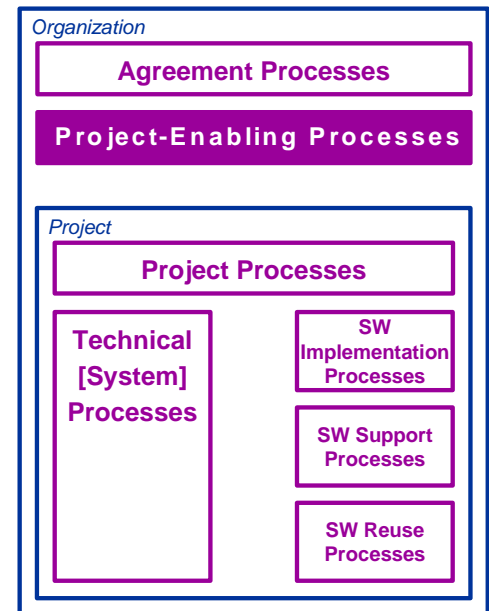 Organization
Agreement Processes
Project-Enabling Processes
Project
Project Processes
Technical
[System]
Processes
SW
Implementation
Processes
SW Support
Processes
SW Reuse
Processes